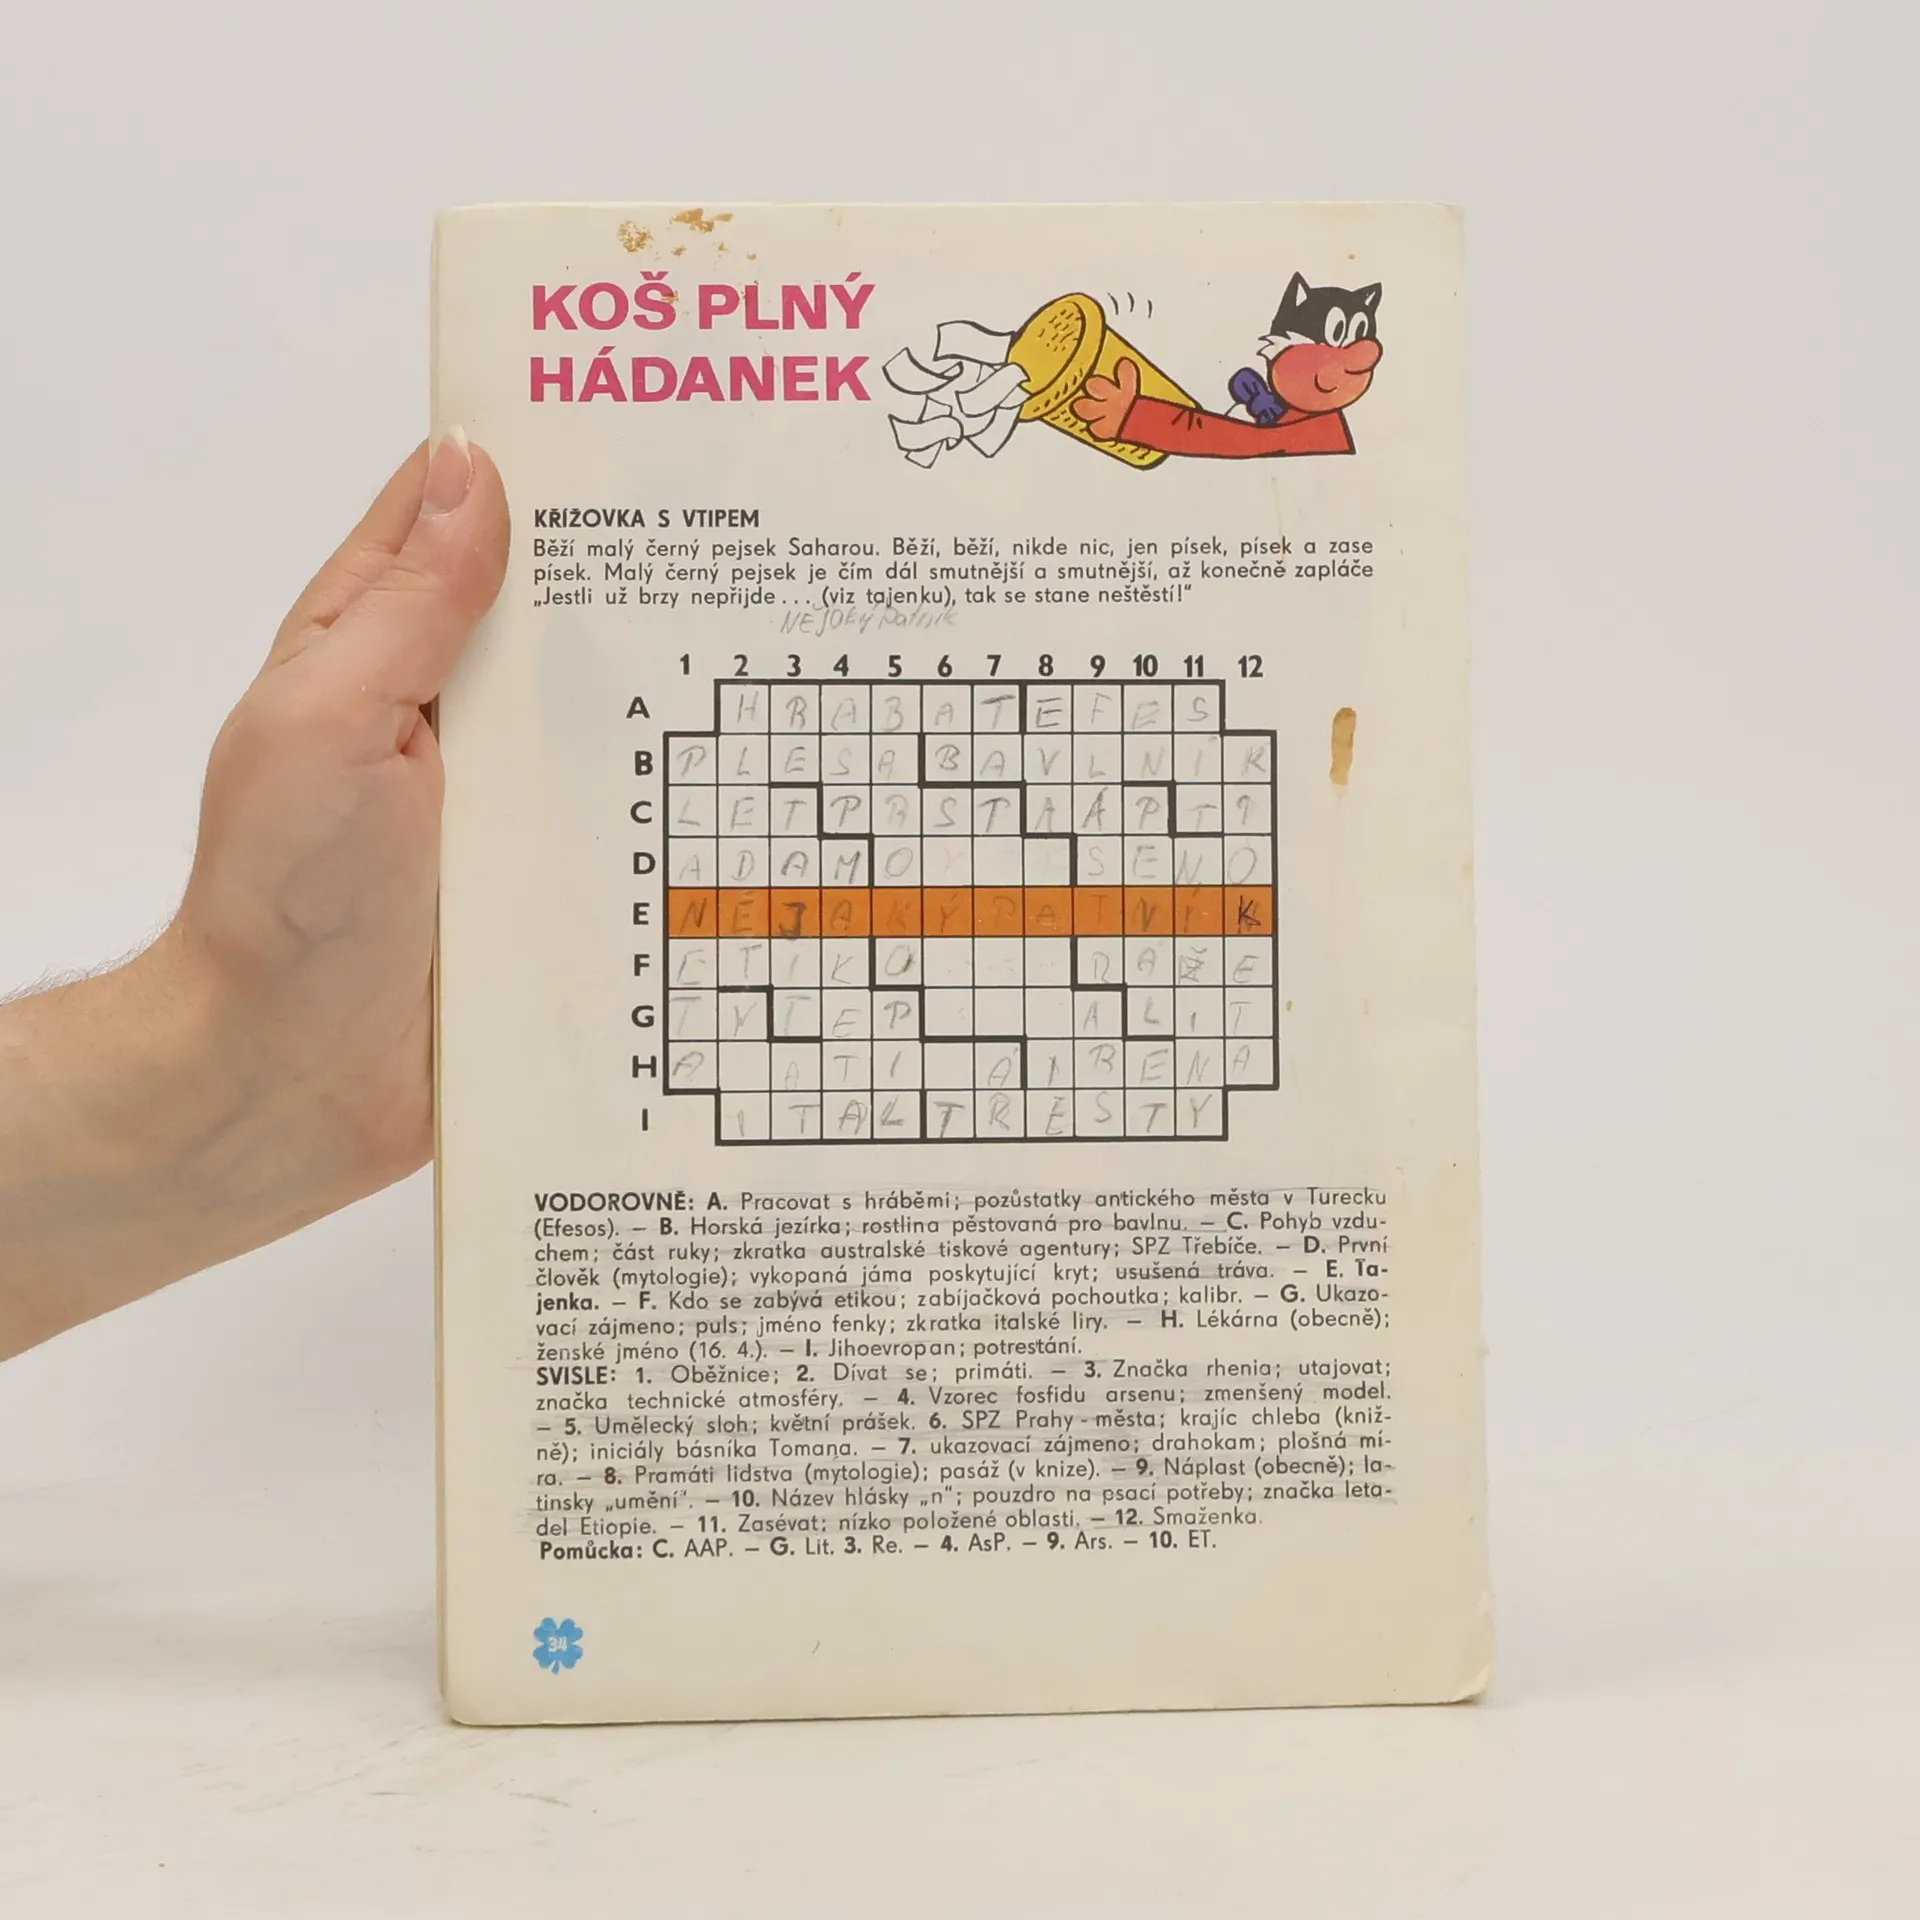 KOŠ PLNÝ
HÁDANEK
KŘÍŽOVKA S VTIPEM
Běží malý černý pejsek Saharou. Běží, běží, nikde nic, jen písek, písek a zase
písek. Malý černý pejsek je čím dál smutnější a smutnější, až konečně zapláče
„Jestli už brzy nepřijde... (viz tajenku), tak se stane neštěstí!"
1 2 3 4 5 6 7 8 9 10 11 12
A H R A B A T E F E S
B P L E S A B A V L N Í K
C L E T P R S T A Á P T
D A D A M O S E N O
E N Ě J A K Ý P A T N Í K
F E T I K O R Á Ž E
G T Y T E P A L I T
H A A T I Á I R E N A
I I T A L T R E S T Y
VODOROVNĚ: A. Pracovat s hráběmi; pozůstatky antického města v Turecku
(Efesos). – B. Horská jezírka; rostlina pěstovaná pro bavlnu. – C. Pohyb vzdu-
chem; část ruky; zkratka australské tiskové agentury; SPZ Třebíče. – D. První
člověk (mytologie); vykopaná jáma poskytující kryt; usušená tráva. – E. Ta-
jenka. – F. Kdo se zabývá etikou; zabíjačková pochoutka; kalibr. – G. Ukazo-
vací zájmeno; puls; jméno fenky; zkratka italské liry. – H. Lékárna (obecně);
ženské jméno (16. 4.). – I. Jihoevropan; potrestání.
SVISLE: 1. Oběžnice; 2. Dívat se; primáti. – 3. Značka rhenia; utajovat;
značka technické atmosféry. – 4. Vzorec fosfidu arsenu; zmenšený model.
– 5. Umělecký sloh; květní prášek. 6. SPZ Prahy-města; krajíc chleba (kniž-
ně); iniciály básníka Tomana. – 7. ukazovací zájmeno; drahokam; plošná mí-
ra. – 8. Pramáti lidstva (mytologie); pasáž (v knize). – 9. Náplast (obecně); la-
tinsky „umění". – 10. Název hlásky „n"; pouzdro na psací potřeby; značka leta-
del Etiopie. – 11. Zasévat; nízko položené oblasti. – 12. Smaženka.
Pomůcka: C. AAP. – G. Lit. 3. Re. – 4. AsP. – 9. Ars. – 10. ET.
34